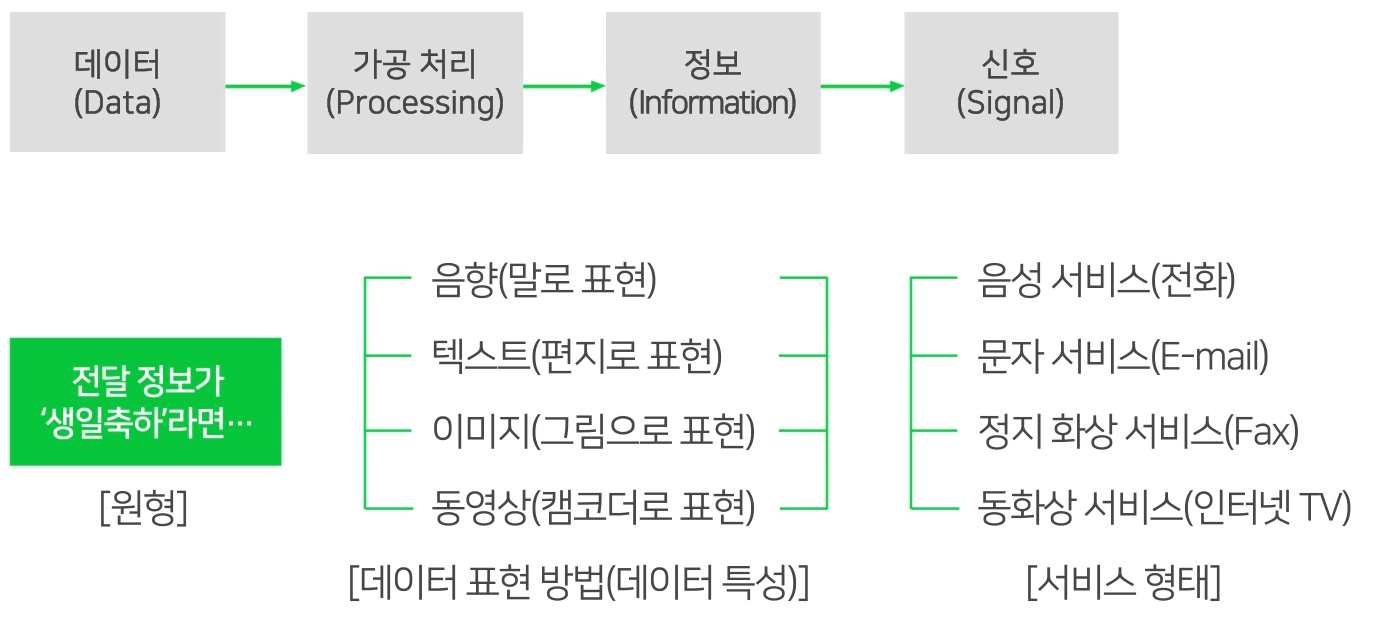 데이터
(Data)
가공 처리
(Processing)
정보
(Information)
신호
(Signal)
전달 정보가
‘생일축하’라면…
[원형]
음향(말로 표현)
텍스트(편지로 표현)
이미지(그림으로 표현)
동영상(캠코더로 표현)
[데이터 표현 방법(데이터 특성)]
음성 서비스(전화)
문자 서비스(E-mail)
정지 화상 서비스(Fax)
동화상 서비스(인터넷 TV)
[서비스 형태]